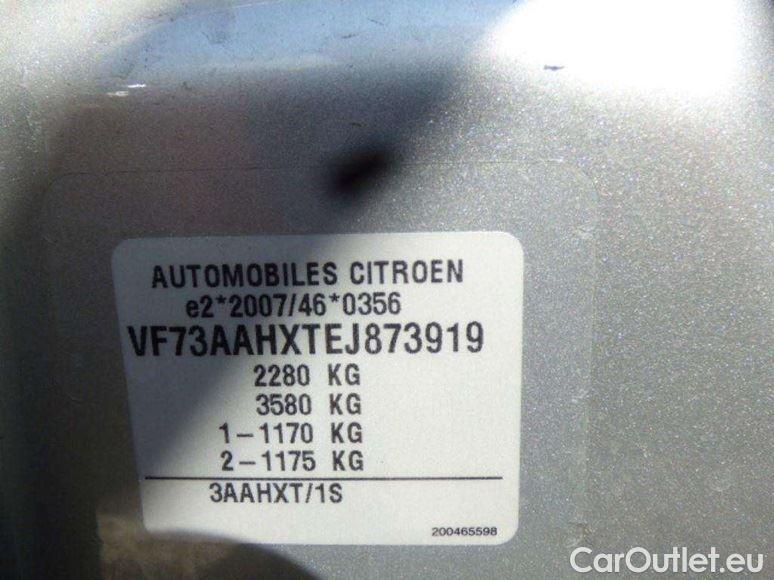 AUTOMOBILES CITROEN
e2*2007/46*0356
VF73AAHXTEJ873919
2280 KG
3580 KG
1-1170 KG
2-1175 KG
3AAHXT/1S
200465598
CarOutlet.eu